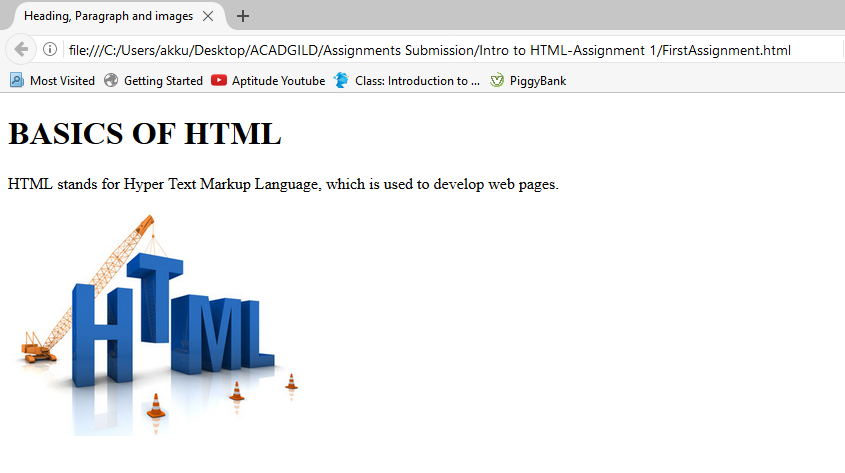 Heading, Paragraph and images
file:///C:/Users/akku/Desktop/ACADGILD/Assignments Submission/Intro to HTML-Assignment 1/FirstAssignment.html
Most Visited Getting Started Aptitude Youtube Class: Introduction to ... PiggyBank
BASICS OF HTML
HTML stands for Hyper Text Markup Language, which is used to develop web pages.
HTML